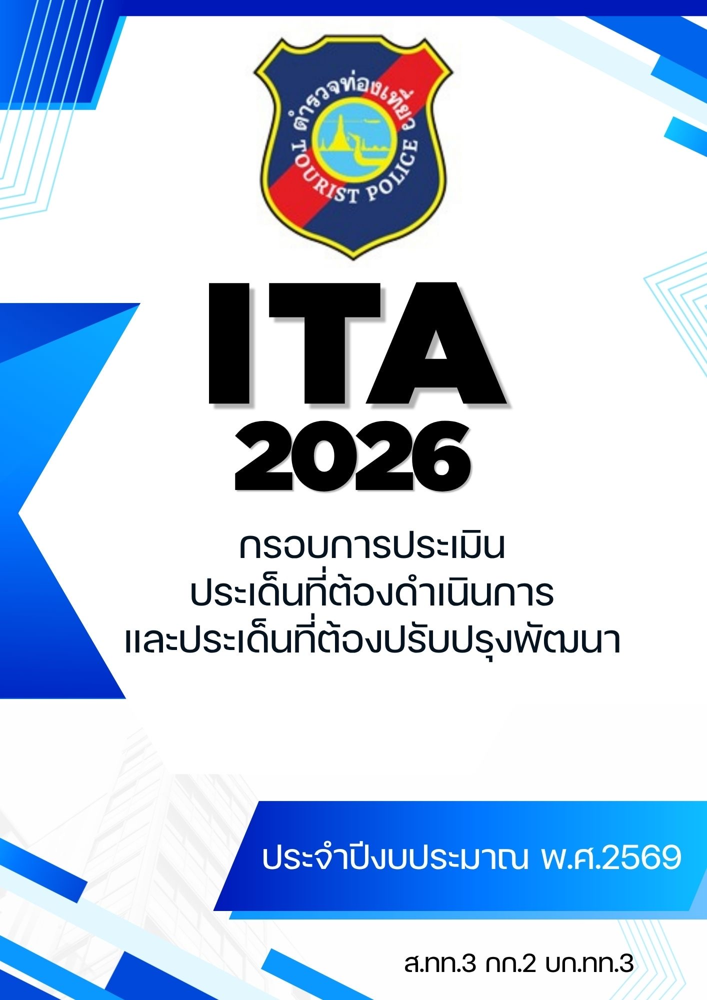 ตำรวจท่องเที่ยว
TOURIST POLICE
ITA
2026
กรอบการประเมิน
ประเด็นที่ต้องดำเนินการ
และประเด็นที่ต้องปรับปรุงพัฒนา
ประจำปีงบประมาณ พ.ศ.2569
ส.ทท.3 กก.2 บก.ทท.3